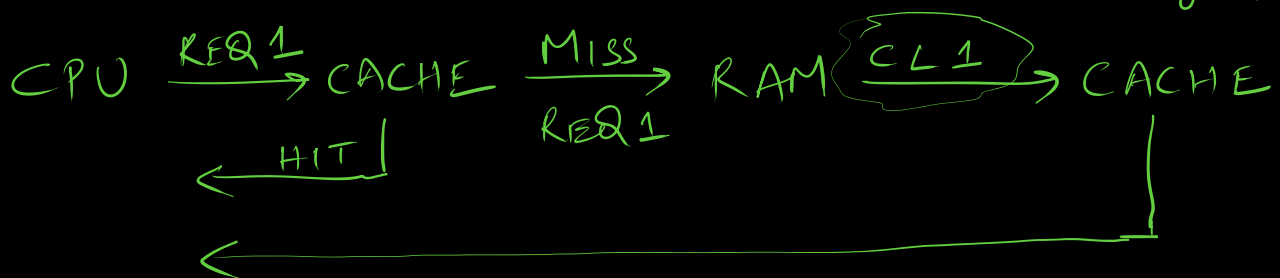 CPU REQ 1 CACHE MISS RAM CL 1 CACHE
REQ 1
HIT